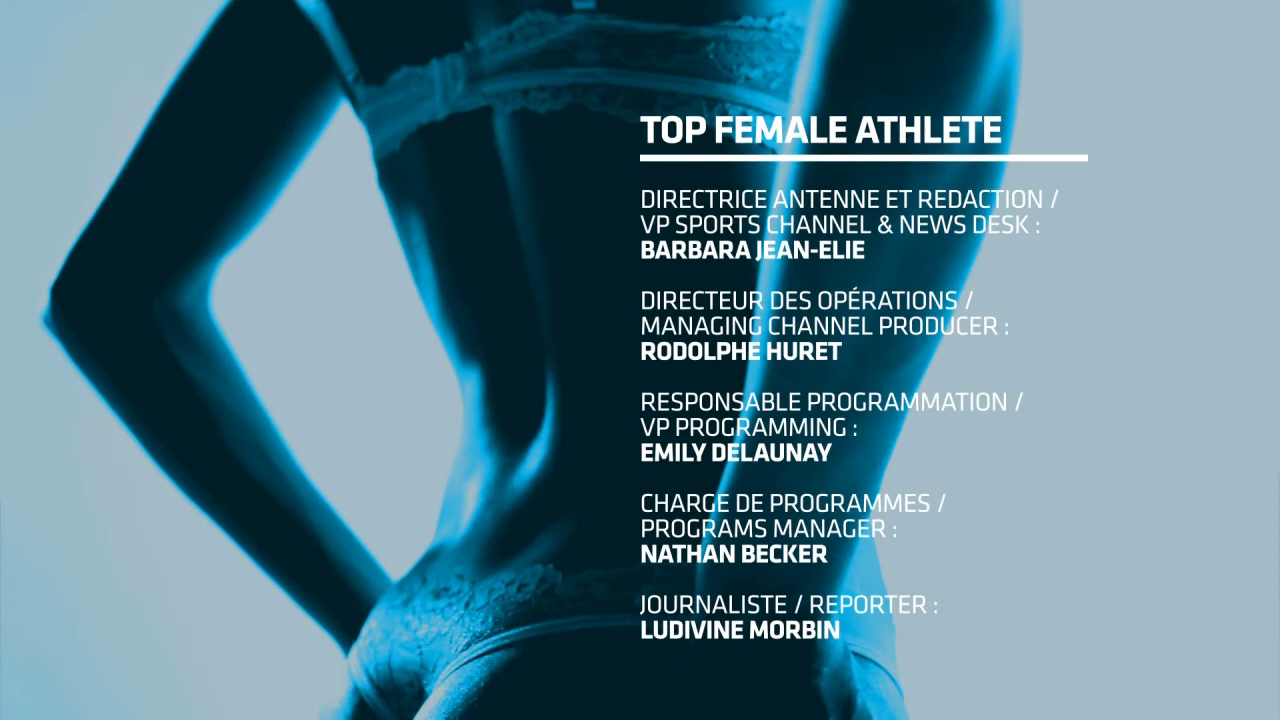 TOP FEMALE ATHLETE
DIRECTRICE ANTENNE ET REDACTION /
VP SPORTS CHANNEL & NEWS DESK :
BARBARA JEAN-ELIE
DIRECTEUR DES OPÉRATIONS /
MANAGING CHANNEL PRODUCER :
RODOLPHE HURET
RESPONSABLE PROGRAMMATION /
VP PROGRAMMING :
EMILY DELAUNAY
CHARGE DE PROGRAMMES /
PROGRAMS MANAGER :
NATHAN BECKER
JOURNALISTE / REPORTER :
LUDIVINE MORBIN